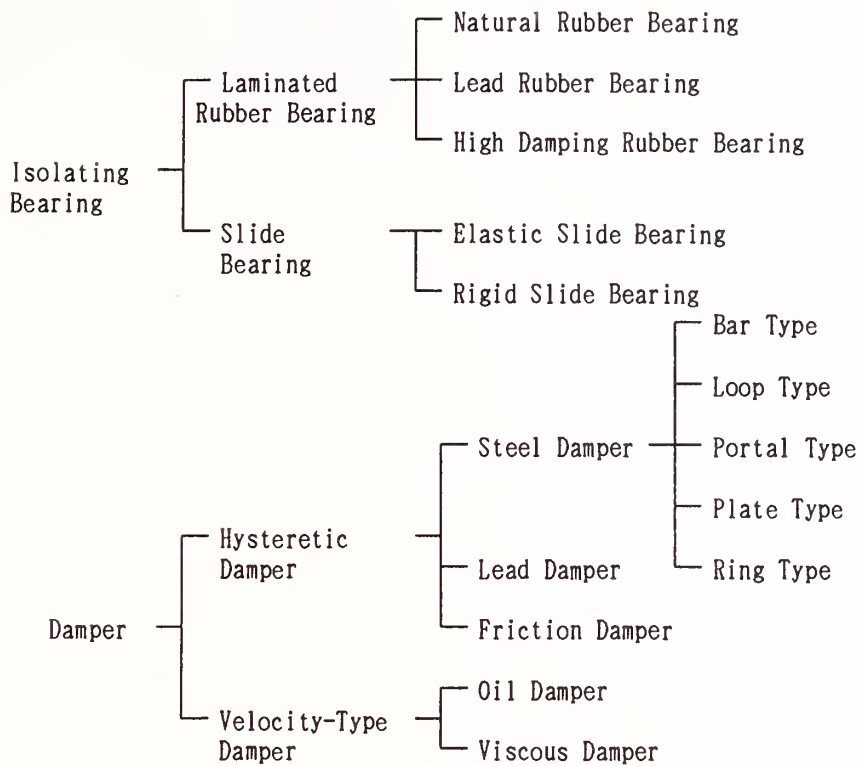 Natural Rubber Bearing
Laminated
Rubber Bearing
Lead Rubber Bearing
High Damping Rubber Bearing
Isolating
Bearing
Slide
Bearing
Elastic Slide Bearing
Rigid Slide Bearing
Bar Type
Loop Type
Steel Damper
Portal Type
Plate Type
Hysteretic
Damper
Lead Damper
Ring Type
Damper
Friction Damper
Oil Damper
Velocity-Type
Damper
Viscous Damper